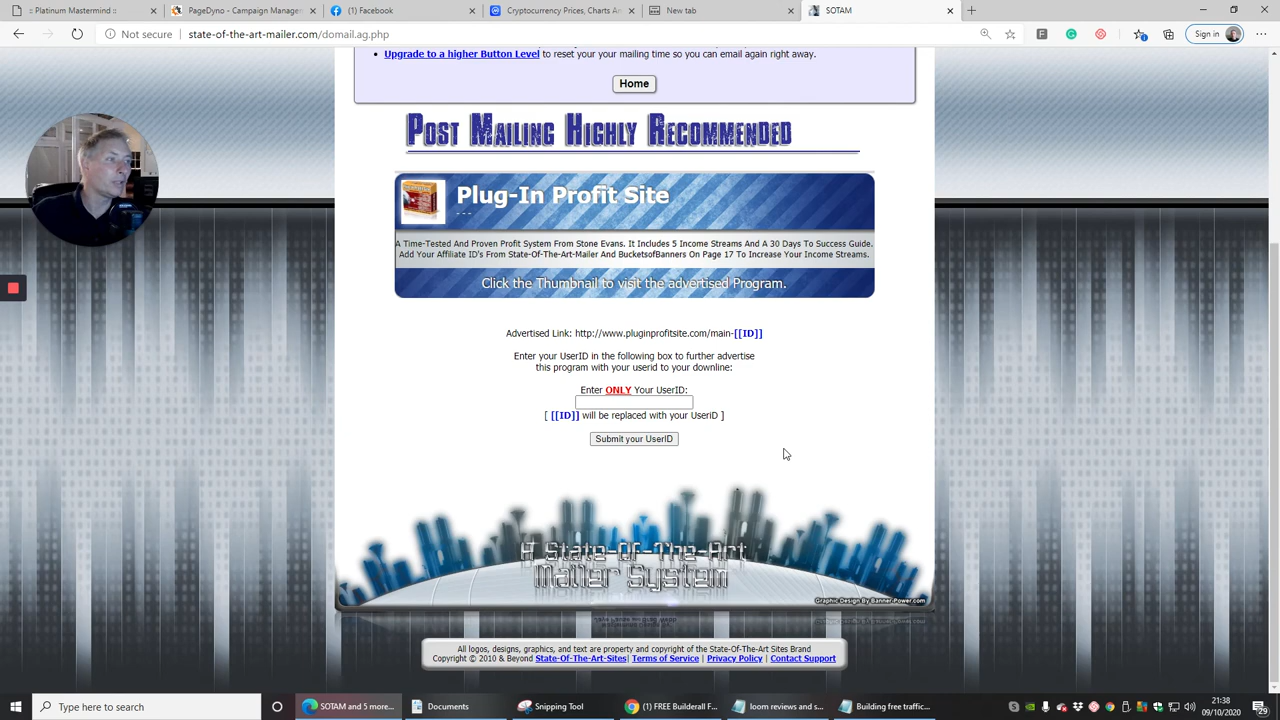 :: Platinum Mastermind ::
PageDyno - Campaign Manage
(1) Facebook
Cryptocurrency Prices, Charts A
New tab
SOTAM
Not secure | state-of-the-art-mailer.com/domail.ag.php
Sign in
Upgrade to a higher Button Level to reset your your mailing time so you can email again right away.
Home
Post Mailing Highly Recommended
Plug-In Profit Site
---
A Time-Tested And Proven Profit System From Stone Evans. It Includes 5 Income Streams And A 30 Days To Success Guide.
Add Your Affiliate ID's From State-Of-The-Art-Mailer And BucketsofBanners On Page 17 To Increase Your Income Streams.
Click the Thumbnail to visit the advertised Program.
Advertised Link: http://www.pluginprofitsite.com/main-[[ID]]
Enter your UserID in the following box to further advertise
this program with your userid to your downline:
Enter ONLY Your UserID:
[ [[ID]] will be replaced with your UseriD ]
Submit your UserID
A State-Of-The-Art
Mailer System
Graphic Design By Banner-Power.com
All logos, designs, graphics, and text are property and copyright of the State-Of-The-Art Sites Brand
Copyright © 2010 & Beyond State-Of-The-Art-Sites| Terms of Service | Privacy Policy | Contact Support
Type here to search
SOTAM and 5 more...
Documents
Snipping Tool
(1) FREE Builderall F...
loom reviews and s...
Building free traffic...
21:38
09/10/2020
29